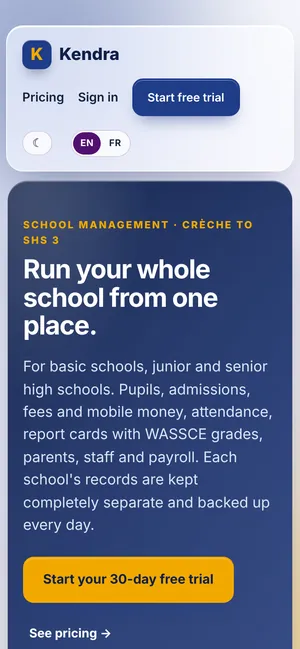 K Kendra
Pricing Sign in Start free trial
☾ EN FR
SCHOOL MANAGEMENT · CRÈCHE TO
SHS 3
Run your whole
school from one
place.
For basic schools, junior and senior
high schools. Pupils, admissions,
fees and mobile money, attendance,
report cards with WASSCE grades,
parents, staff and payroll. Each
school's records are kept
completely separate and backed up
every day.
Start your 30-day free trial
See pricing →